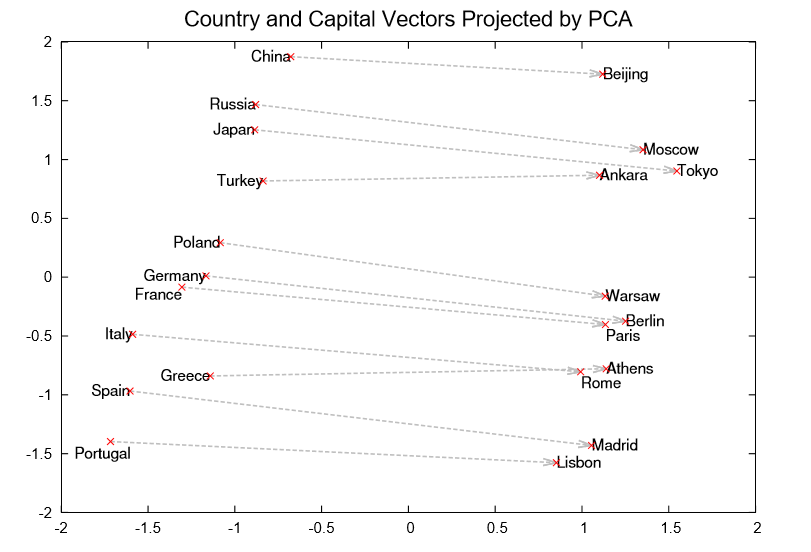 Country and Capital Vectors Projected by PCA
2
China
Beijing
1.5
Russia
Japan
Moscow
1
Turkey
Ankara
Tokyo
0.5
Poland
0
Germany
France
Warsaw
Berlin
-0.5
Italy
Paris
Greece
Athens
Rome
-1
Spain
Madrid
-1.5
Portugal
Lisbon
-2
-2 -1.5 -1 -0.5 0 0.5 1 1.5 2